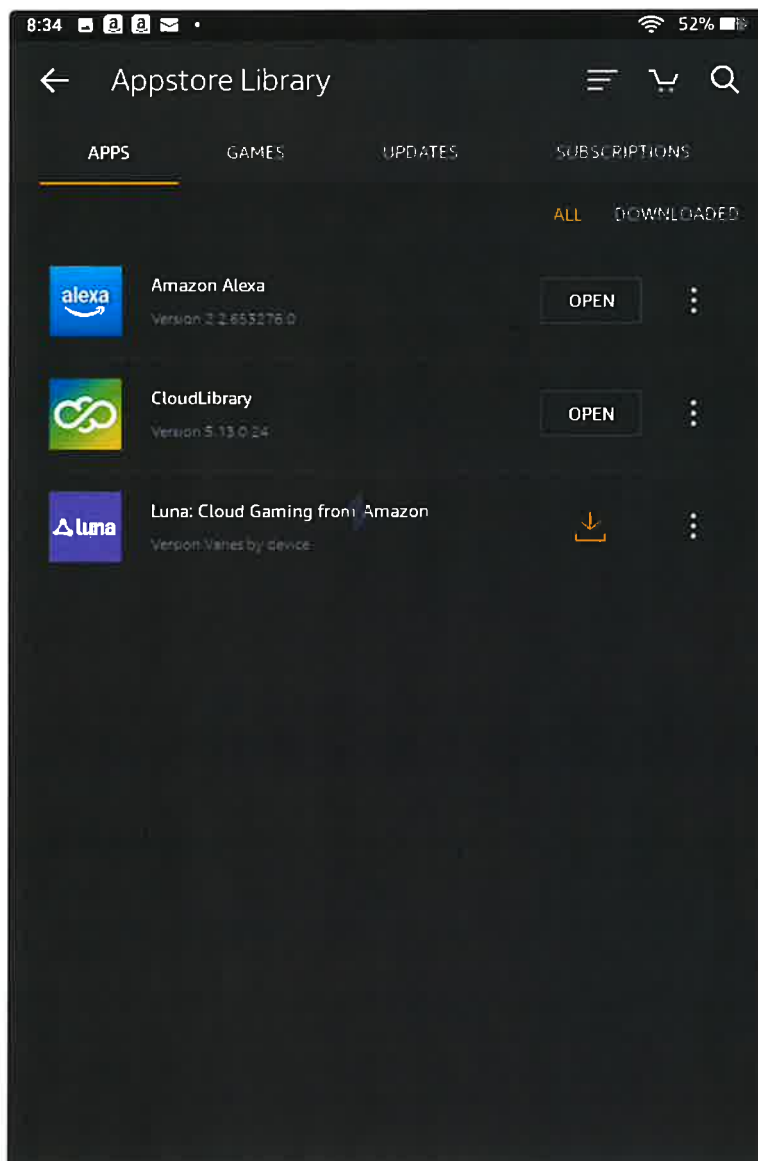 8:34 a a 52%
Appstore Library
APPS GAMES UPDATES SUBSCRIPTIONS
ALL DOWNLOADED
alexa
Amazon Alexa
OPEN
Version 2.2.653276.0
CloudLibrary
OPEN
Version 5.13.0.24
luna
Luna: Cloud Gaming from Amazon
Version Varies by device